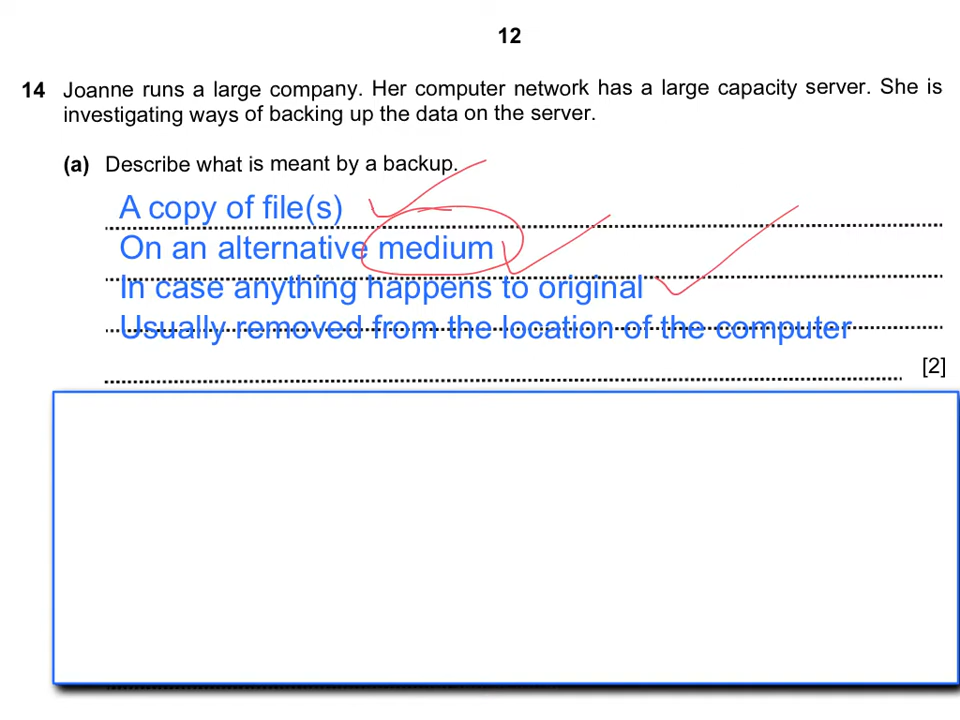 12
14 Joanne runs a large company. Her computer network has a large capacity server. She is
investigating ways of backing up the data on the server.
(a) Describe what is meant by a backup.
A copy of file(s)
On an alternative medium
In case anything happens to original
Usually removed from the location of the computer
[2]